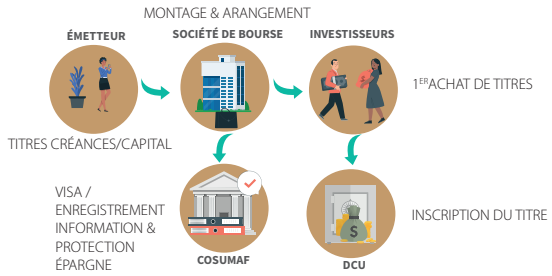 MONTAGE & ARANGEMENT
ÉMETTEUR
SOCIÉTÉ DE BOURSE
INVESTISSEURS
1ER ACHAT DE TITRES
TITRES CRÉANCES/CAPITAL
VISA /
ENREGISTREMENT
INFORMATION &
PROTECTION
ÉPARGNE
COSUMAF
$
DCU
INSCRIPTION DU TITRE